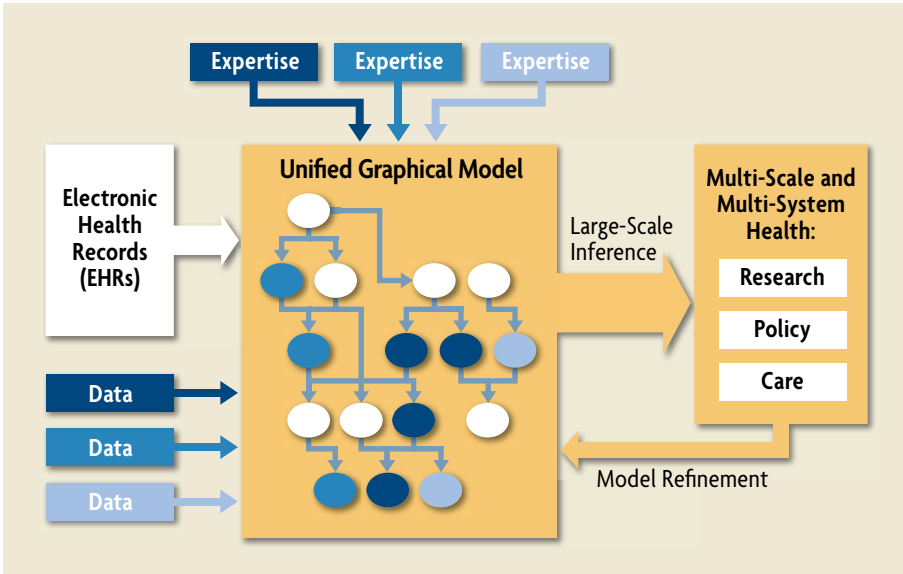 Expertise
Expertise
Expertise
Unified Graphical Model
Electronic
Health
Records
(EHRs)
Data
Data
Data
Large-Scale
Inference
Multi-Scale and
Multi-System
Health:
Research
Policy
Care
Model Refinement